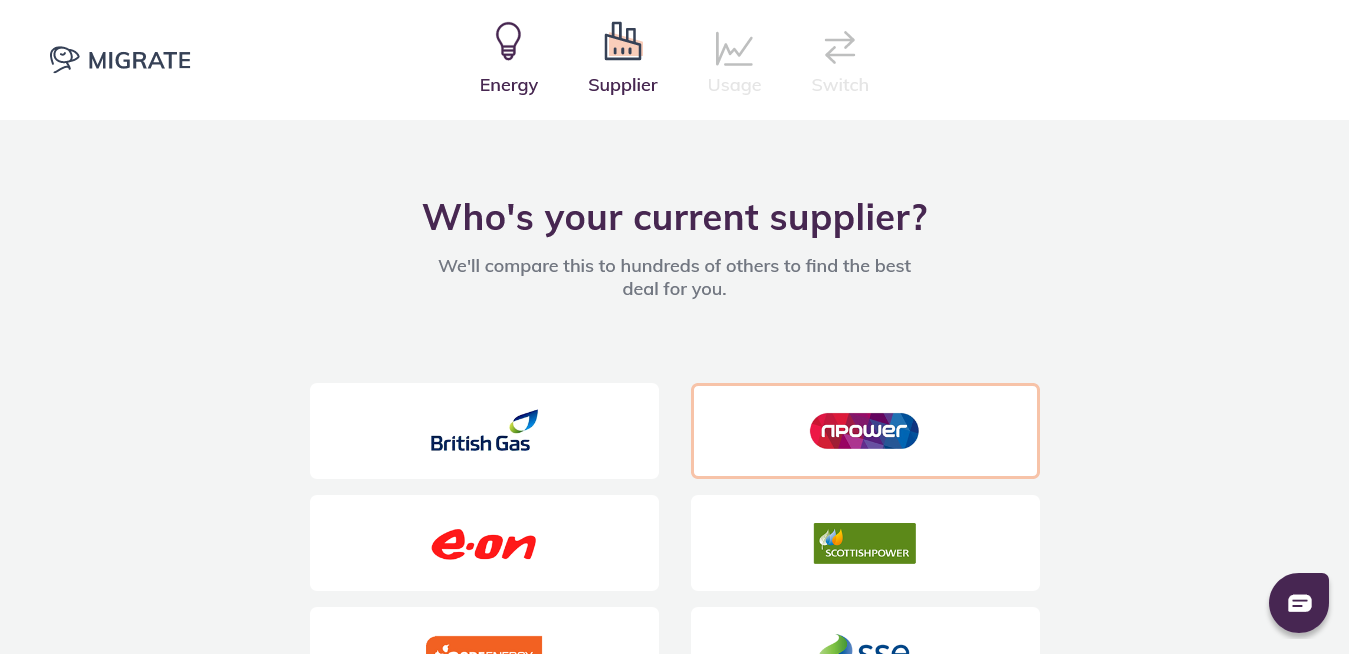 MIGRATE
Energy
Supplier
Usage
Switch
Who's your current supplier?
We'll compare this to hundreds of others to find the best
deal for you.
British Gas
npower
e·on
SCOTTISHPOWER
sse